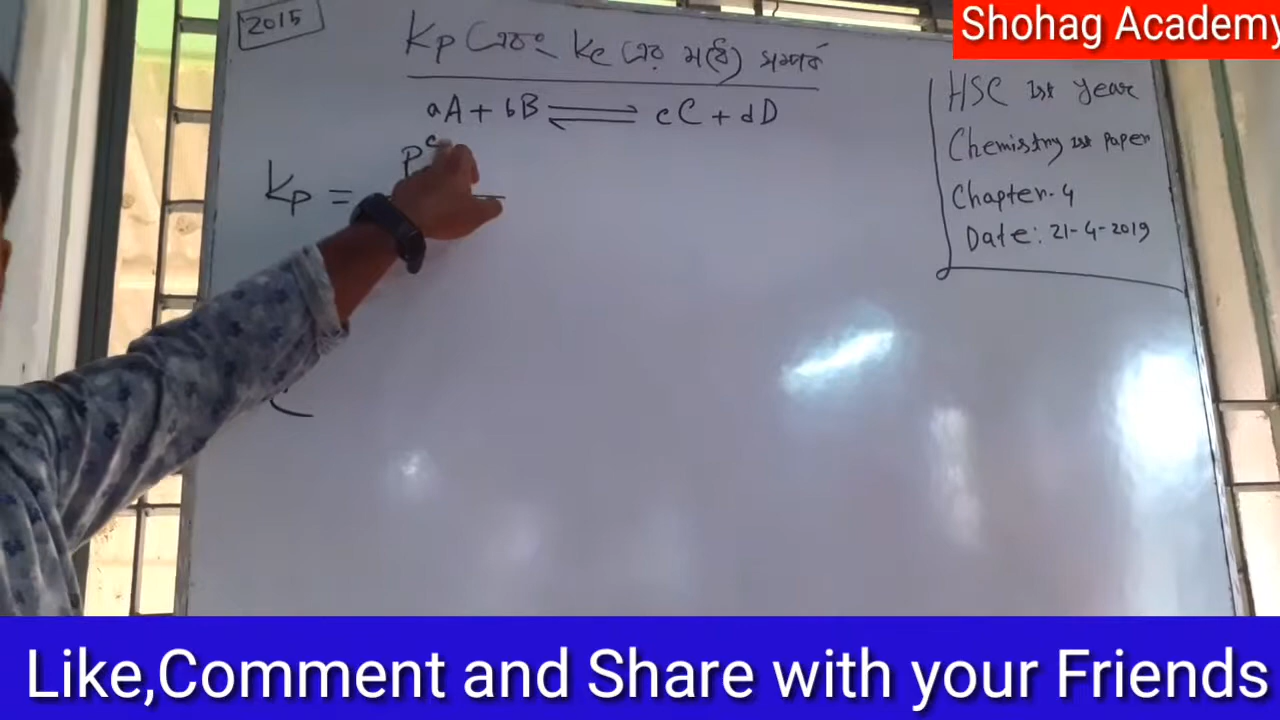 2015
Shohag Academy
Kp এবং Kc এর মধ্যে সম্পর্ক
aA + bB ⇌ cC + dD
HSC 1st year
Chemistry 1st Paper
Chapter-4
Date: 21-4-2019
Kp = P^c
Like,Comment and Share with your Friends